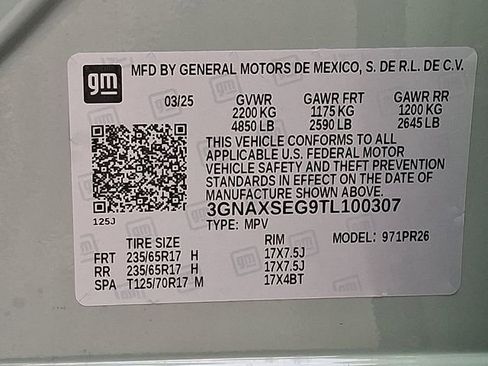 gm MFD BY GENERAL MOTORS DE MEXICO, S. DE R.L. DE C.V.
03/25 GVWR GAWR FRT GAWR RR
2200 KG 1175 KG 1200 KG
4850 LB 2590 LB 2645 LB
THIS VEHICLE CONFORMS TO ALL
APPLICABLE U.S. FEDERAL MOTOR
VEHICLE SAFETY AND THEFT PREVENTION
STANDARDS IN EFFECT ON THE DATE OF
MANUFACTURE SHOWN ABOVE.
3GNAXSEG9TL100307
125J TYPE: MPV
TIRE SIZE RIM MODEL: 971PR26
FRT 235/65R17 H 17X7.5J
RR 235/65R17 H 17X7.5J
SPA T125/70R17 M 17X4BT